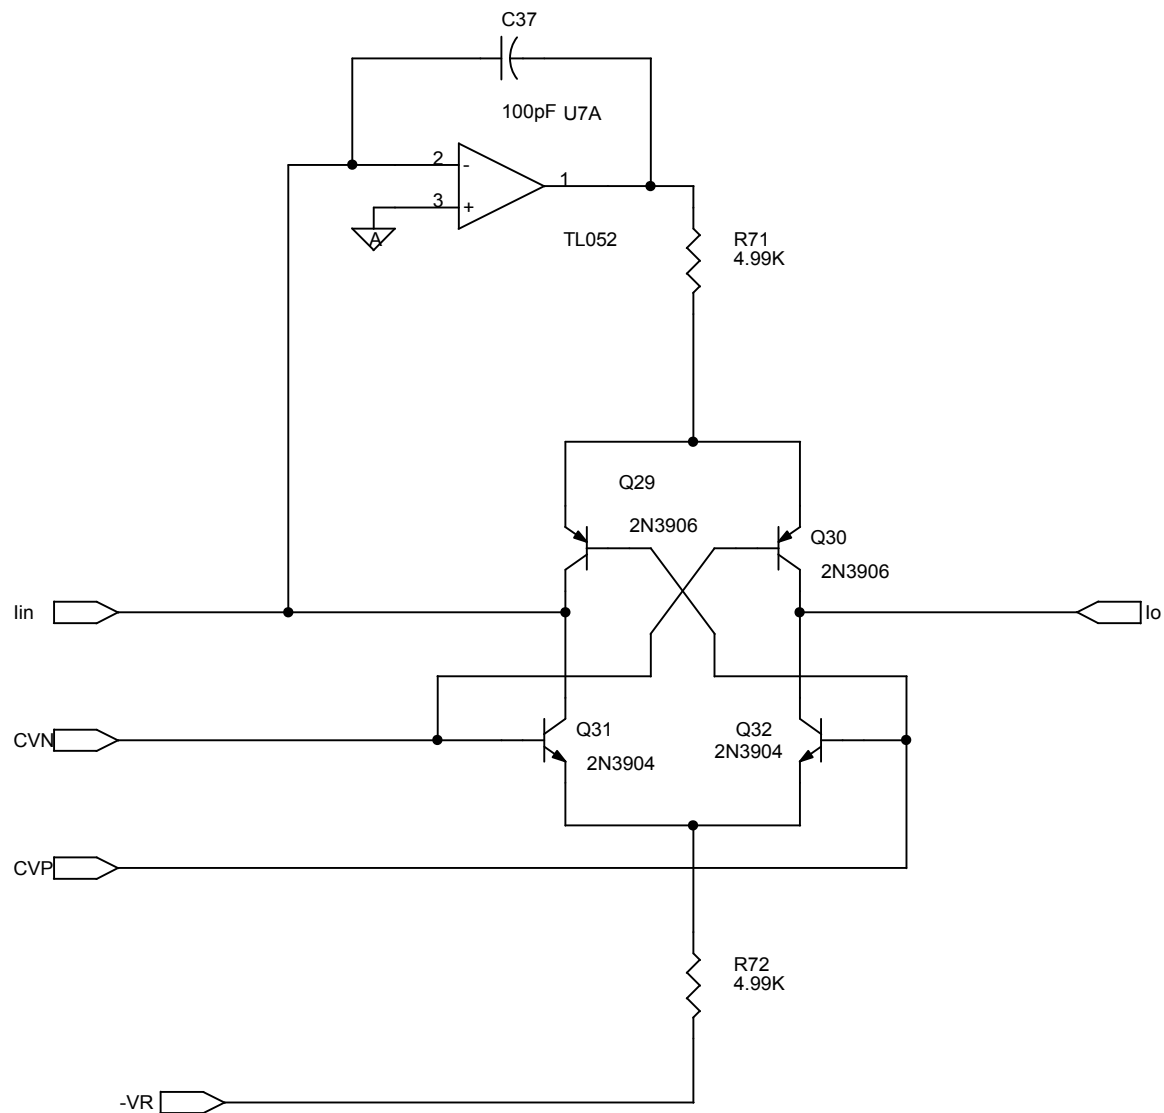 C37
100pF
U7A
2
-
1
3
+
A
TL052
R71
4.99K
Q29
2N3906
Q30
2N3906
Iin
Io
CVN
Q31
2N3904
Q32
2N3904
CVP
R72
4.99K
-VR